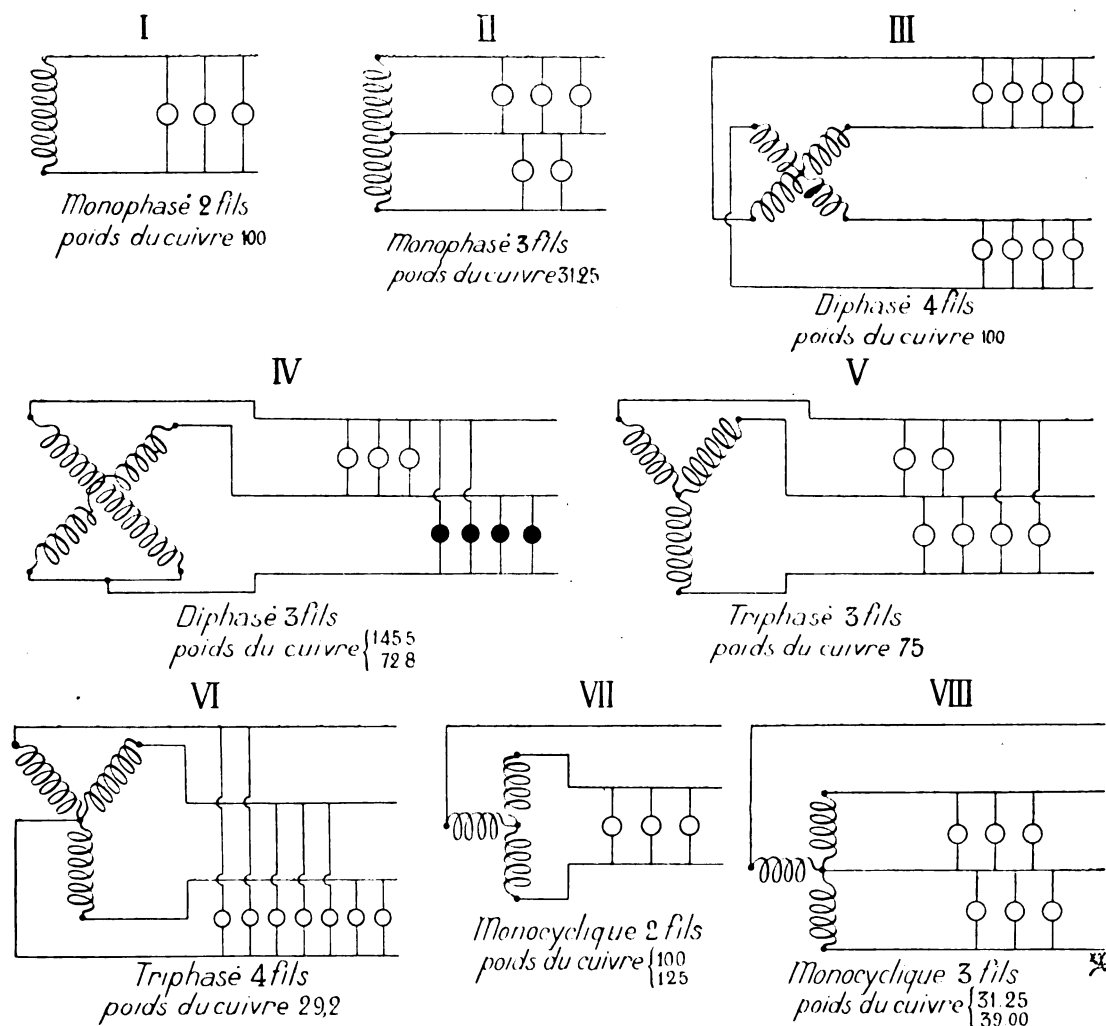 I
Monophasé 2 fils
poids du cuivre 100
II
Monophasé 3 fils
poids du cuivre 31.25
III
Diphasé 4 fils
poids du cuivre 100
IV
Diphasé 3 fils
poids du cuivre { 145 5
72 8
V
Triphasé 3 fils
poids du cuivre 75
VI
Triphasé 4 fils
poids du cuivre 29,2
VII
Monocyclique 2 fils
poids du cuivre { 100
125
VIII
Monocyclique 3 fils
poids du cuivre { 31.25
39.00